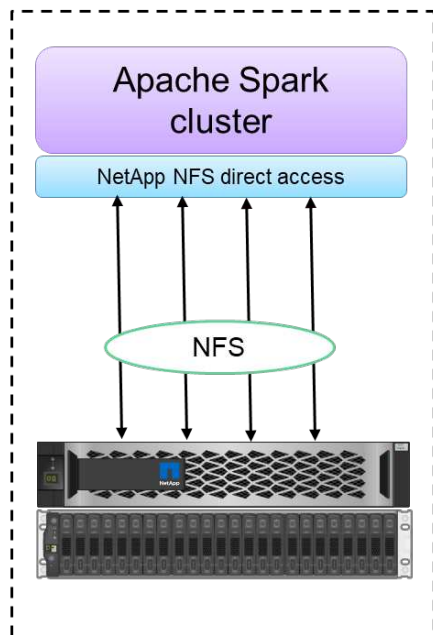 Apache Spark
cluster
NetApp NFS direct access
NFS
NetApp